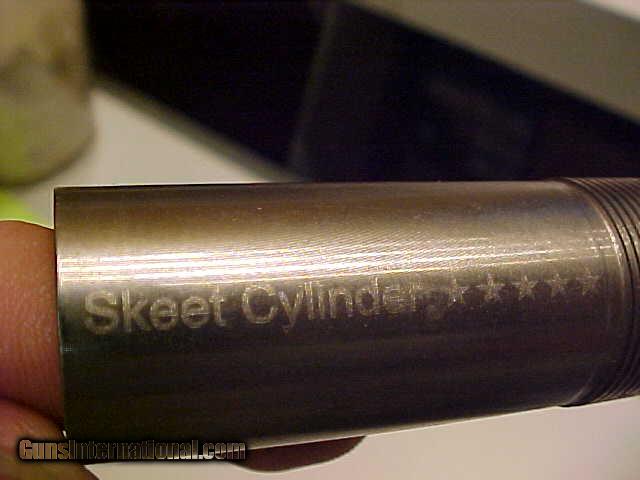 Skeet Cylinder ★★★★★
GunsInternational.com